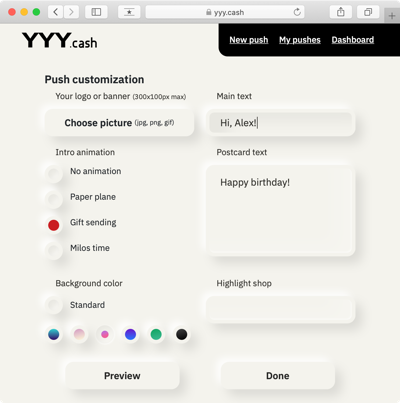 yyy.cash
YYY.cash
New push My pushes Dashboard
Push customization
Your logo or banner (300x100px max)
Main text
Choose picture (jpg, png, gif)
Hi, Alex!
Intro animation
Postcard text
No animation
Happy birthday!
Paper plane
Gift sending
Milos time
Background color
Highlight shop
Standard
Preview
Done